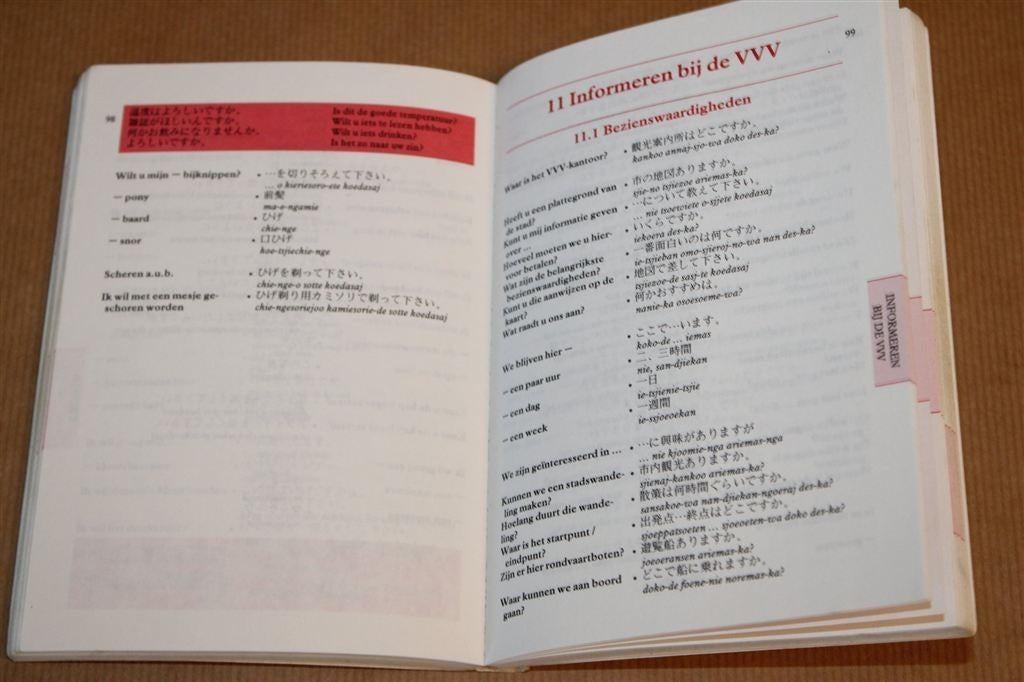 98
温度はよろしいですか。 Is dit de goede temperatuur?
雑誌がほしいんですか。 Wilt u iets te lezen hebben?
何かお飲みになりませんか。 Wilt u iets drinken?
よろしいですか。 Is het zo naar uw zin?
Wilt u mijn — bijknippen? • …を切りそろえて下さい。
... o kieriesoro-ete koedasaj
— pony • 前髪
ma-e-ngamie
— baard • ひげ
chie-nge
— snor • 口ひげ
koe-tsjiechie-nge
Scheren a.u.b. • ひげを剃って下さい。
chie-nge-o sotte koedasaj
Ik wil met een mesje ge- • ひげ剃り用カミソリで剃って下さい。
schoren worden chie-ngesoriejoo kamiesorie-de sotte koedasaj
99
11 Informeren bij de VVV
11.1 Bezienswaardigheden
Waar is het VVV-kantoor? • 観光案内所はどこですか。
kankoo annaj-sjo-wa doko des-ka?
Heeft u een plattegrond van • 市の地図ありますか。
de stad? sjie-no tsjiezoe ariemas-ka?
Kunt u mij informatie geven • …について教えて下さい。
over ... ... nie tsoetwiete o-sjjete koedasaj
Hoeveel moeten we u hier- • いくらですか。
voor betalen? iekoera des-ka?
Wat zijn de belangrijkste • 一番面白いのは何ですか。
bezienswaardigheden? ie-tsjieban omo-sjieroj-no-wa nan des-ka?
Kunt u die aanwijzen op de • 地図で差して下さい。
kaart? tsjiezoe-de sasj-te koedasaj
Wat raadt u ons aan? • 何かおすすめは。
nanie-ka osoesoeme-wa?
We blijven hier — • ここで…います。
koko-de ... iemas
— een paar uur • 二、三時間
nie, san-djiekan
— een dag • 一日
ie-tsjienie-tsjie
— een week • 一週間
ie-ssjoeoekan
We zijn geïnteresseerd in ... • …に興味がありますが
... nie kjoomie-nga ariemas-nga
Kunnen we een stadswande- • 市内観光ありますか。
ling maken? sjienaj-kankoo ariemas-ka?
Hoelang duurt die wande- • 散策は何時間ぐらいですか。
ling? sansakoe-wa nan-djiekan-ngoeraj des-ka?
Waar is het startpunt / • 出発点…終点はどこですか。
eindpunt? sjoeppatsoeten ... sjoeoeten-wa doko des-ka?
Zijn er hier rondvaartboten? • 遊覧船ありますか。
joeoeransen ariemas-ka?
Waar kunnen we aan boord • どこで船に乗れますか。
gaan? doko-de foene-nie noremas-ka?
INFORMEREN
BIJ DE VVV